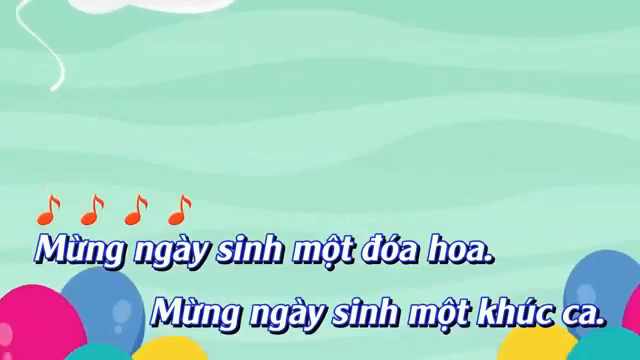 Mừng ngày sinh một đóa hoa.
Mừng ngày sinh một khúc ca.